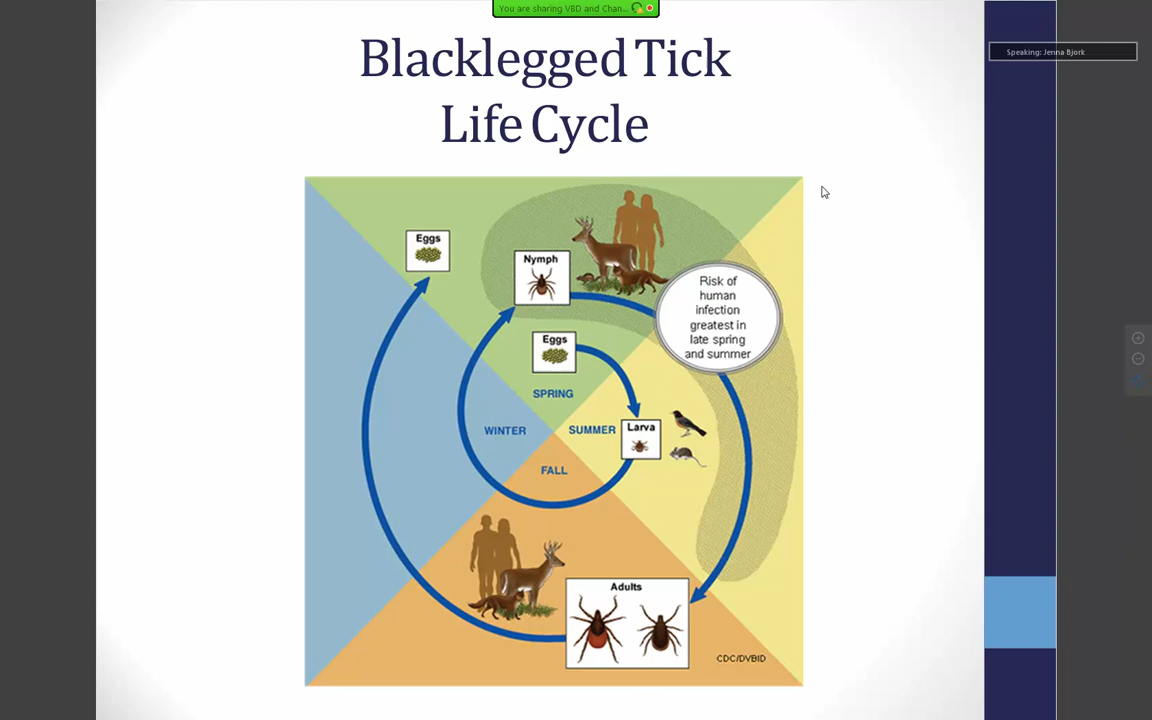 You are sharing VBD and Chan...
Speaking: Jenna Bjork
Blacklegged Tick
Life Cycle
Eggs
Nymph
Risk of
human
infection
greatest in
late spring
and summer
Eggs
SPRING
WINTER
SUMMER
Larva
FALL
Adults
CDC/DVBID